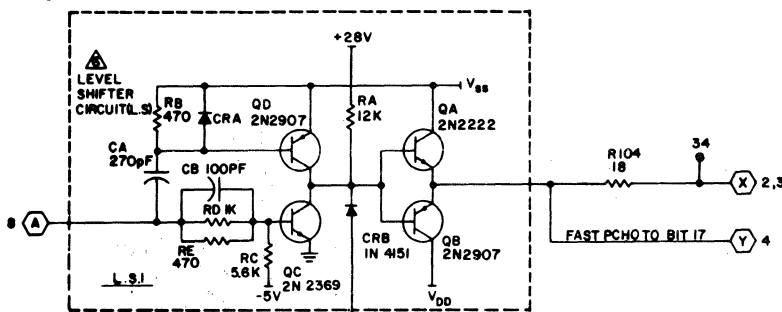 +28V
6
LEVEL
SHIFTER
CIRCUIT(L.S)
RB
470
CRA
QD
2N2907
RA
12K
Vss
QA
2N2222
CA
270pF
CB 100PF
RD 1K
RE
470
RC
5.6K
-5V
QC
2N 2369
CRB
1N 4151
QB
2N2907
VDD
L.S.1
8 A
R104
18
34
X 2,3
FAST PCHO TO BIT 17
Y 4